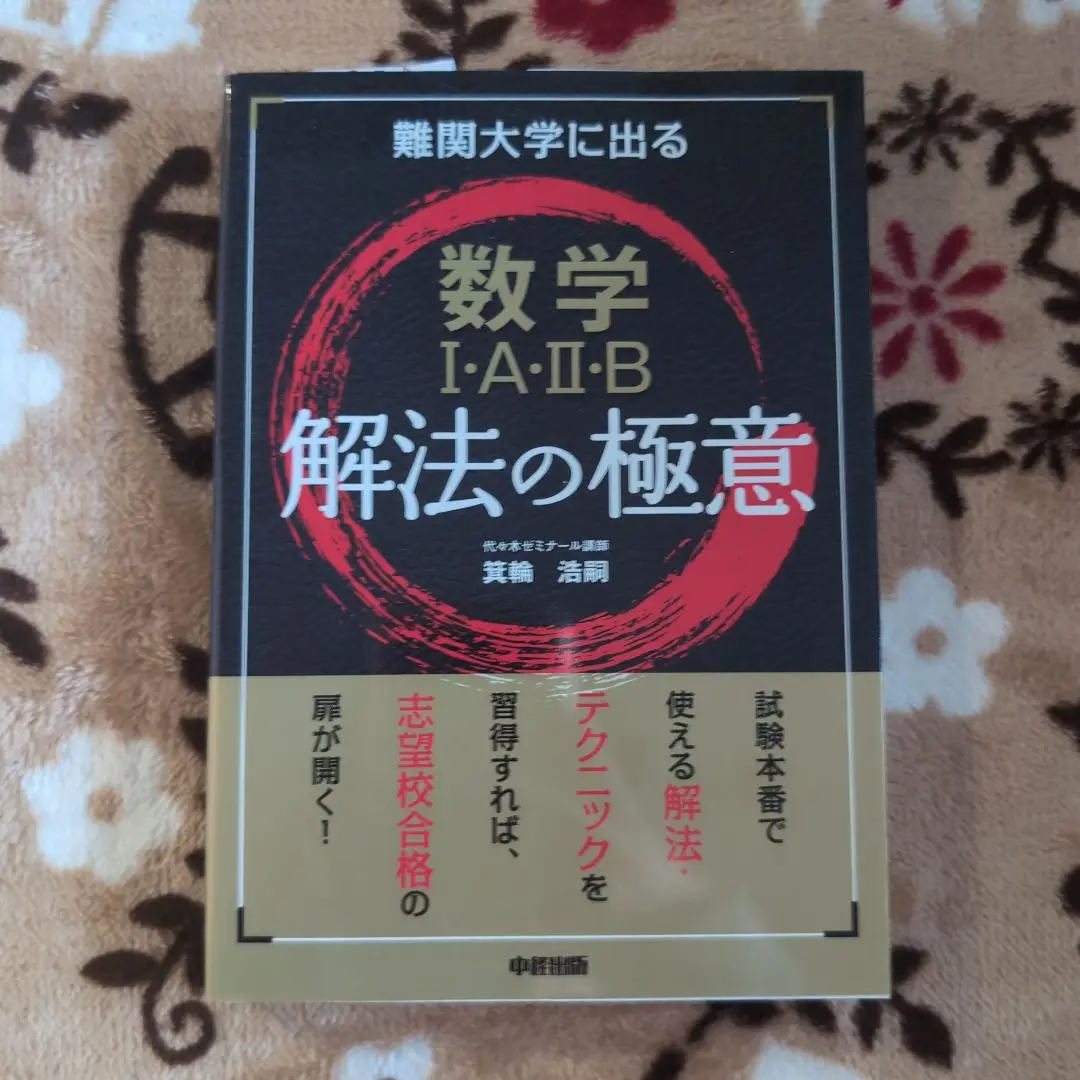 難関大学に出る
数学
I・A・II・B
解法の極意
代々木ゼミナール講師
箕輪 浩嗣
試験本番で
使える解法・
テクニックを
習得すれば、
志望校合格の
扉が開く!
中経出版